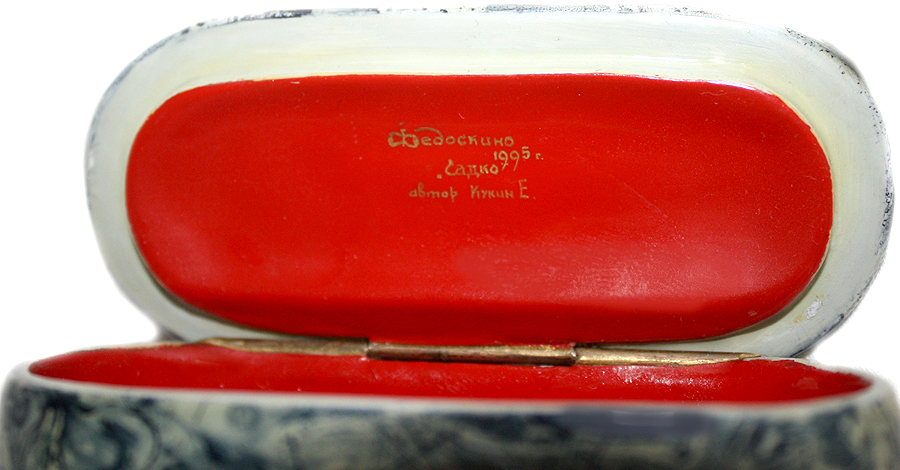 Федоскино
1995 г.
"Садко"
автор Кукин Е.